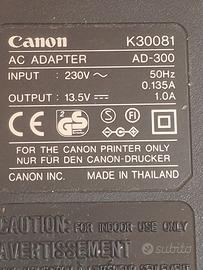 Canon K30081
AC ADAPTER AD-300
INPUT : 230V ~ 50Hz
0.135A
OUTPUT : 13.5V ⎓ 1.0A
CE GS
FOR THE CANON PRINTER ONLY
NUR FÜR DEN CANON-DRUCKER
CANON INC. MADE IN THAILAND
CAUTION: FOR INDOOR USE ONLY
AVERTISSEMENT
subito